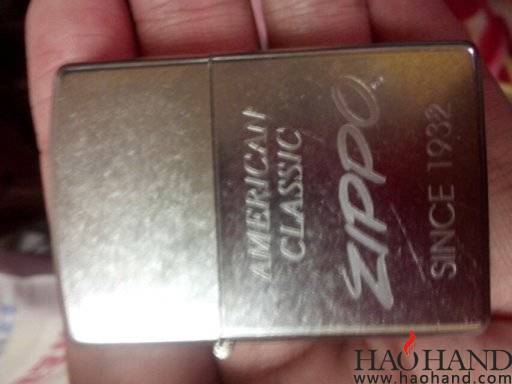 AMERICAN
CLASSIC
ZIPPO
SINCE 1932
HAOHAND
www.haohand.com